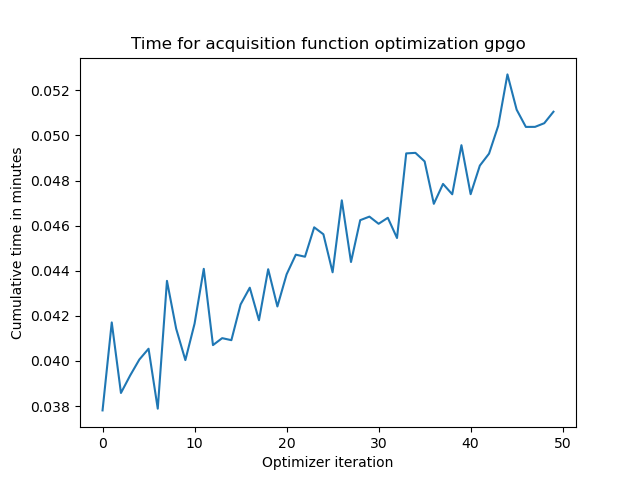 Time for acquisition function optimization gpgo
Cumulative time in minutes
0.052
0.050
0.048
0.046
0.044
0.042
0.040
0.038
0 10 20 30 40 50
Optimizer iteration